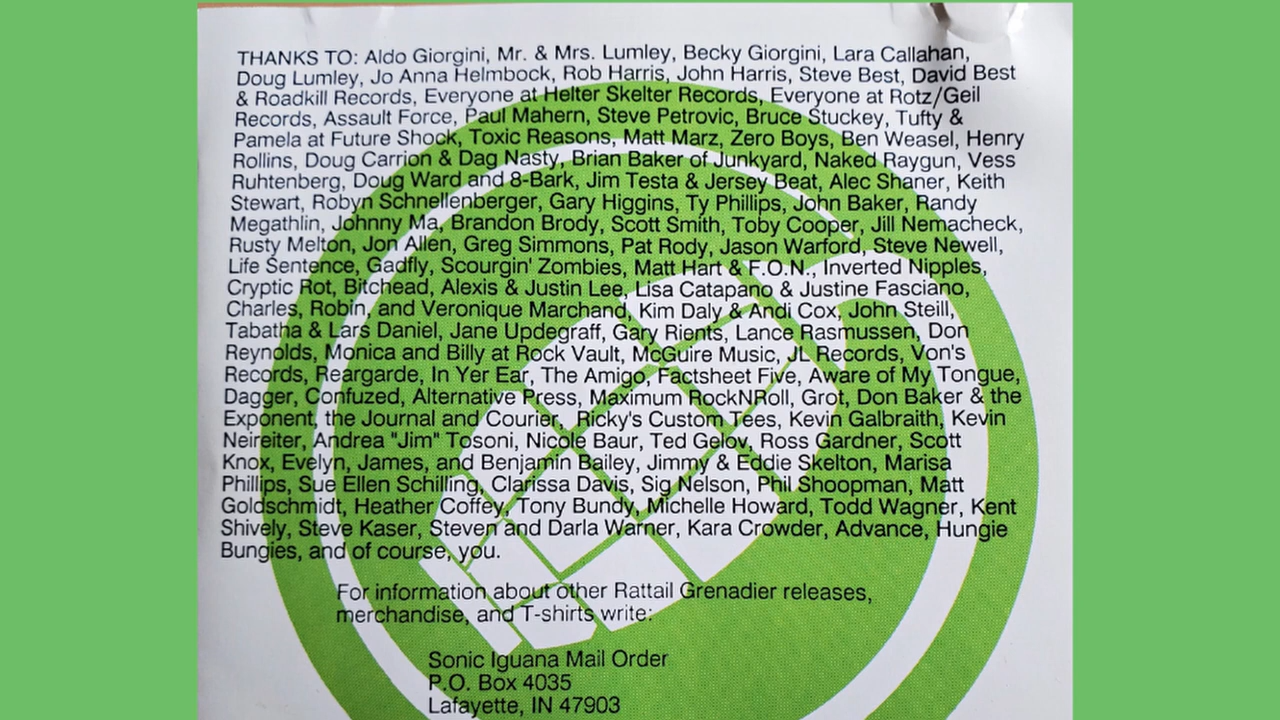 THANKS TO: Aldo Giorgini, Mr. & Mrs. Lumley, Becky Giorgini, Lara Callahan,
Doug Lumley, Jo Anna Helmbock, Rob Harris, John Harris, Steve Best, David Best
& Roadkill Records, Everyone at Helter Skelter Records, Everyone at Rotz/Geil
Records, Assault Force, Paul Mahern, Steve Petrovic, Bruce Stuckey, Tufty &
Pamela at Future Shock, Toxic Reasons, Matt Marz, Zero Boys, Ben Weasel, Henry
Rollins, Doug Carrion & Dag Nasty, Brian Baker of Junkyard, Naked Raygun, Vess
Ruhtenberg, Doug Ward and 8-Bark, Jim Testa & Jersey Beat, Alec Shaner, Keith
Stewart, Robyn Schnellenberger, Gary Higgins, Ty Phillips, John Baker, Randy
Megathlin, Johnny Ma, Brandon Brody, Scott Smith, Toby Cooper, Jill Nemacheck,
Rusty Melton, Jon Allen, Greg Simmons, Pat Rody, Jason Warford, Steve Newell,
Life Sentence, Gadfly, Scourgin' Zombies, Matt Hart & F.O.N., Inverted Nipples,
Cryptic Rot, Bitchead, Alexis & Justin Lee, Lisa Catapano & Justine Fasciano,
Charles, Robin, and Veronique Marchand, Kim Daly & Andi Cox, John Steill,
Tabatha & Lars Daniel, Jane Updegraff, Gary Rients, Lance Rasmussen, Don
Reynolds, Monica and Billy at Rock Vault, McGuire Music, JL Records, Von's
Records, Reargarde, In Yer Ear, The Amigo, Factsheet Five, Aware of My Tongue,
Dagger, Confuzed, Alternative Press, Maximum RockNRoll, Grot, Don Baker & the
Exponent, the Journal and Courier, Ricky's Custom Tees, Kevin Galbraith, Kevin
Neireiter, Andrea "Jim" Tosoni, Nicole Baur, Ted Gelov, Ross Gardner, Scott
Knox, Evelyn, James, and Benjamin Bailey, Jimmy & Eddie Skelton, Marisa
Phillips, Sue Ellen Schilling, Clarissa Davis, Sig Nelson, Phil Shoopman, Matt
Goldschmidt, Heather Coffey, Tony Bundy, Michelle Howard, Todd Wagner, Kent
Shively, Steve Kaser, Steven and Darla Warner, Kara Crowder, Advance, Hungie
Bungies, and of course, you.
For information about other Rattail Grenadier releases,
merchandise, and T-shirts write:
Sonic Iguana Mail Order
P.O. Box 4035
Lafayette, IN 47903